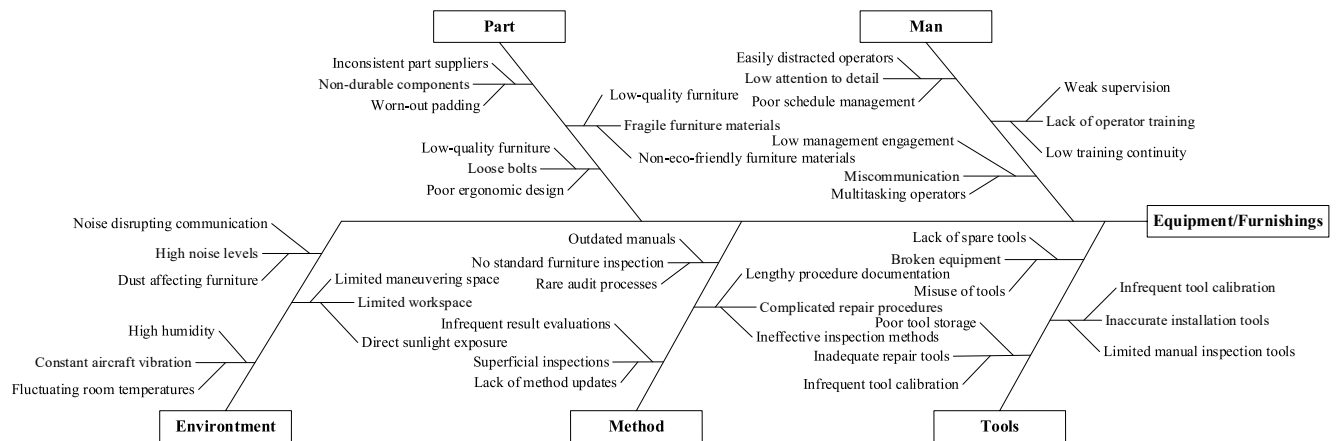 Part
Inconsistent part suppliers
Non-durable components
Worn-out padding
Low-quality furniture
Fragile furniture materials
Non-eco-friendly furniture materials
Low-quality furniture
Loose bolts
Poor ergonomic design
Man
Easily distracted operators
Low attention to detail
Poor schedule management
Weak supervision
Lack of operator training
Low training continuity
Low management engagement
Miscommunication
Multitasking operators
Equipment/Furnishings
Noise disrupting communication
High noise levels
Dust affecting furniture
Limited maneuvering space
Limited workspace
Direct sunlight exposure
High humidity
Constant aircraft vibration
Fluctuating room temperatures
Environtment
Outdated manuals
No standard furniture inspection
Rare audit processes
Lengthy procedure documentation
Complicated repair procedures
Ineffective inspection methods
Infrequent result evaluations
Superficial inspections
Lack of method updates
Method
Lack of spare tools
Broken equipment
Misuse of tools
Infrequent tool calibration
Inaccurate installation tools
Limited manual inspection tools
Poor tool storage
Inadequate repair tools
Infrequent tool calibration
Tools